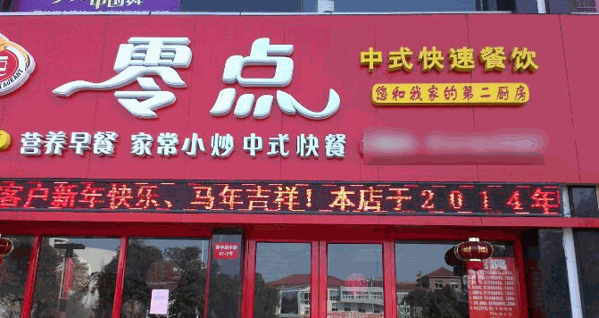 零点
中式快速餐饮
您和我家的第二厨房
营养早餐 家常小炒 中式快餐
客户新年快乐、马年吉祥！本店于2014年